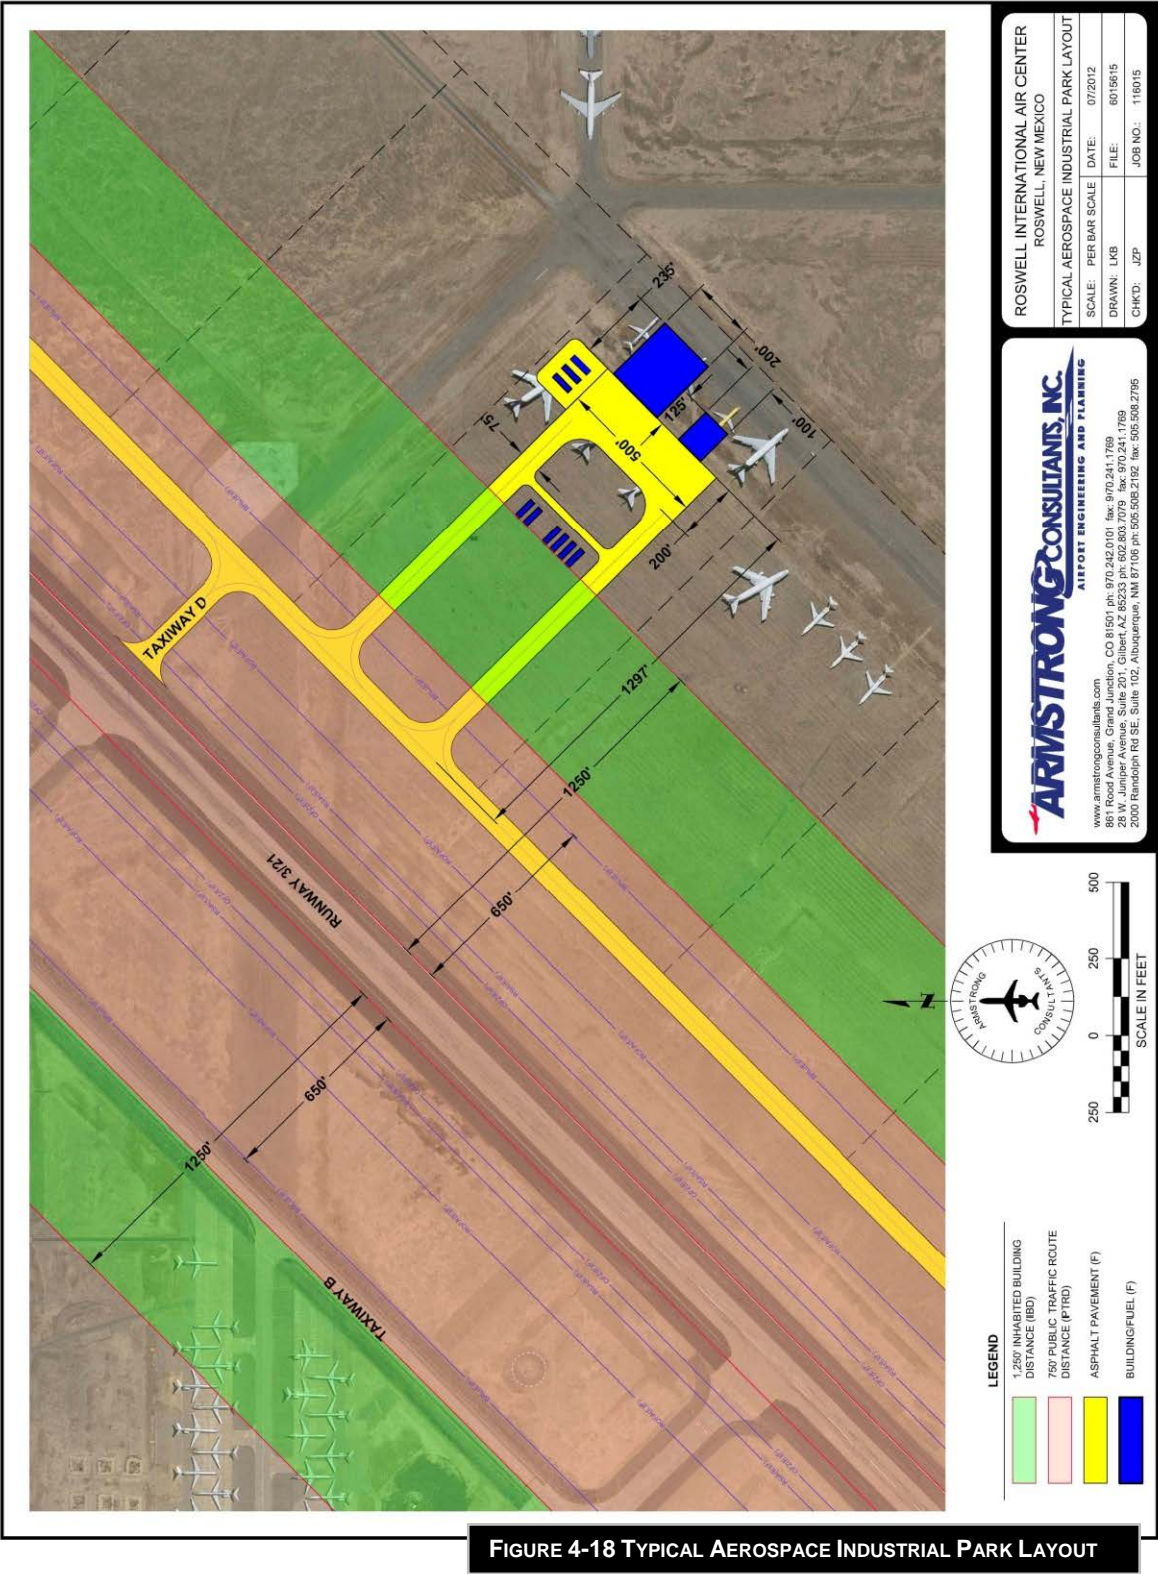 ROSWELL INTERNATIONAL AIR CENTER
ROSWELL, NEW MEXICO
TYPICAL AEROSPACE INDUSTRIAL PARK LAYOUT
SCALE: PER BAR SCALE
DATE: 07/2012
DRAWN: LKB
FILE: 6015615
CHK'D: JZP
JOB NO.: 116015
ARMSTRONG CONSULTANTS, INC.
AIRPORT ENGINEERING AND PLANNING
www.armstrongconsultants.com
861 Rood Avenue, Grand Junction, CO 81501 ph: 970.242.0101 fax: 970.241.1769
28 W. Juniper Avenue, Suite 201, Gilbert, AZ 85233 ph: 602.803.7079 fax: 970.241.1769
2000 Randolph Rd SE, Suite 102, Albuquerque, NM 87106 ph: 505.508.2192 fax: 505.508.2795
235'
200'
75'
125'
100'
500'
200'
TAXIWAY D
1297'
1250'
RUNWAY 3/21
650'
650'
1250'
TAXIWAY B
N
ARMSTRONG
CONSULTANTS
250
0
250
500
SCALE IN FEET
LEGEND
1,250' INHABITED BUILDING
DISTANCE (IBD)
750' PUBLIC TRAFFIC ROUTE
DISTANCE (PTRD)
ASPHALT PAVEMENT (F)
BUILDING/FUEL (F)
FIGURE 4-18 TYPICAL AEROSPACE INDUSTRIAL PARK LAYOUT